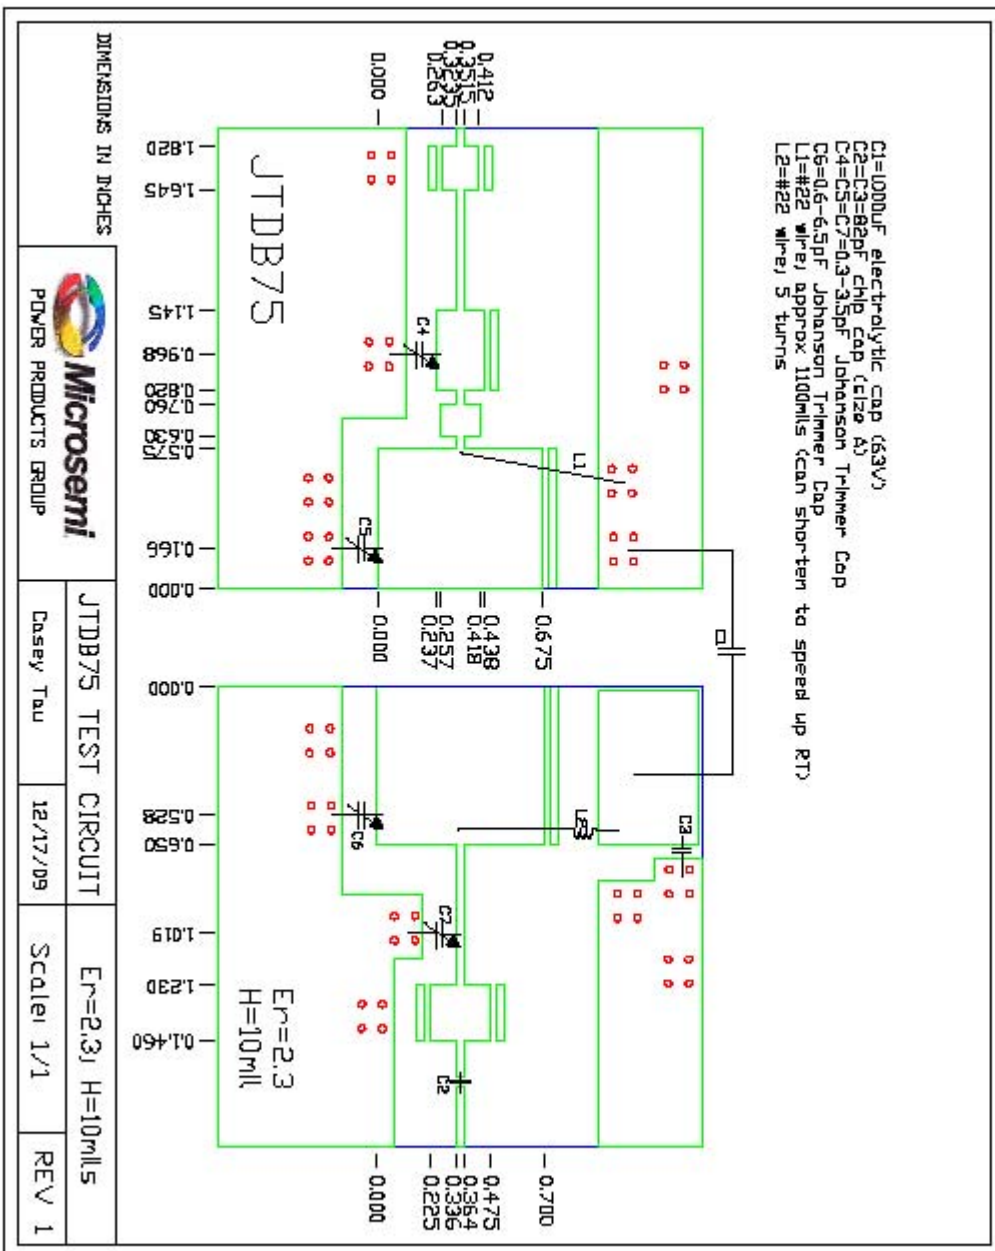 C1=1000uF electrolytic cap (63V)
C2=C3=82pF chip cap (size A)
C4=C5=C7=0.3-3.5pF Johanson Trimmer Cap
C6=0.6-6.5pF Johanson Trimmer Cap
L1=#22 wire, approx 1100mils (can shorten to speed up RT)
L2=#22 wire, 5 turns
0.412
0.3515
0.3235
0.263
0.000
1.820
1.645
1.145
0.968
0.820
0.760
0.630
0.575
0.166
0.000
JTDB75
C4
L1
C5
0.675
0.438
0.418
0.257
0.237
0.000
C1
0.000
0.528
0.650
1.019
1.230
0.1.460
C3
L2
C6
C7
C2
Er=2.3
H=10mil
0.700
0.475
0.364
0.336
0.225
0.000
DIMENSIONS IN INCHES
Microsemi
POWER PRODUCTS GROUP
JTDB75 TEST CIRCUIT
Er=2.3; H=10mils
Casey Tau
12/17/09
Scale: 1/1
REV 1